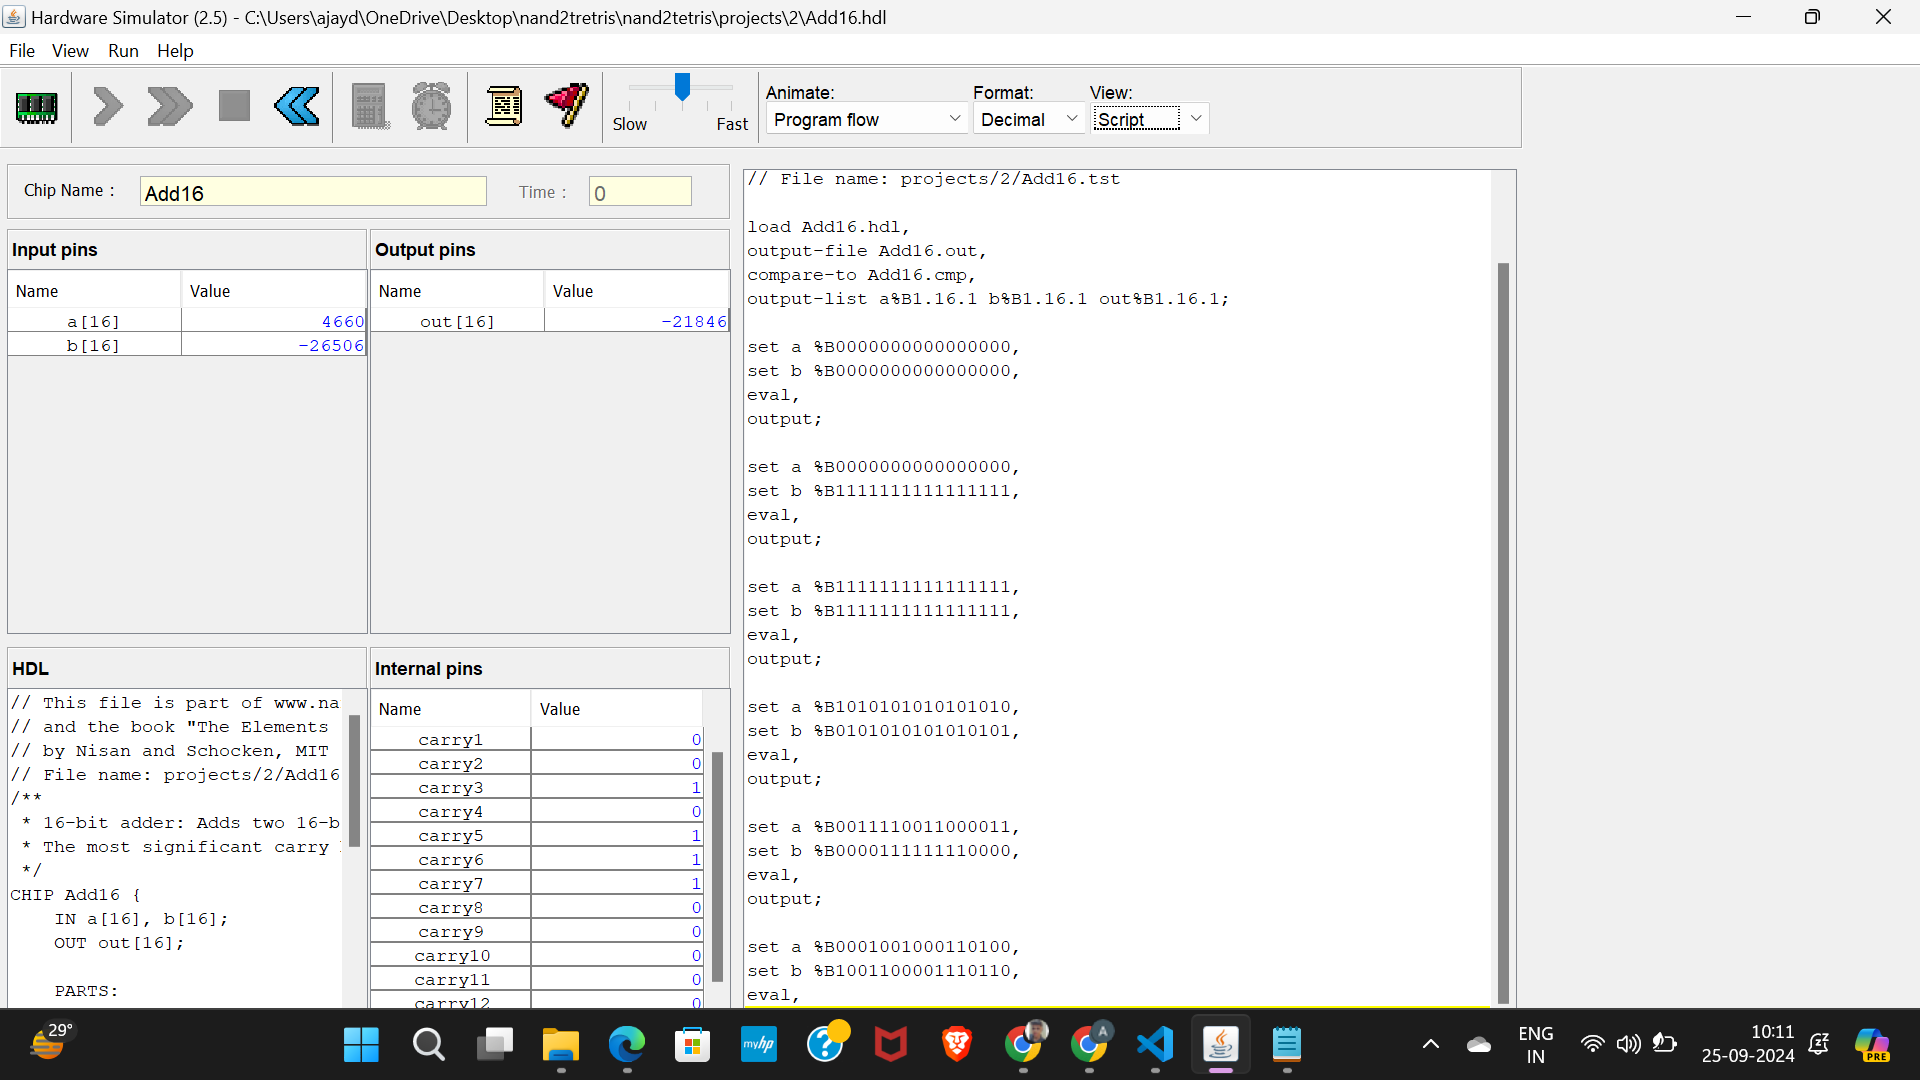 Hardware Simulator (2.5) - C:\Users\ajayd\OneDrive\Desktop\nand2tretris\nand2tetris\projects\2\Add16.hdl
File View Run Help
Slow Fast
Animate: Format: View:
Program flow Decimal Script
Chip Name : Add16 Time : 0
Input pins
Name Value
a[16] 4660
b[16] -26506
Output pins
Name Value
out[16] -21846
HDL
// This file is part of www.na
// and the book "The Elements
// by Nisan and Schocken, MIT
// File name: projects/2/Add16
/**
* 16-bit adder: Adds two 16-b
* The most significant carry
*/
CHIP Add16 {
IN a[16], b[16];
OUT out[16];
PARTS:
Internal pins
Name Value
carry1 0
carry2 0
carry3 1
carry4 0
carry5 1
carry6 1
carry7 1
carry8 0
carry9 0
carry10 0
carry11 0
carry12 0
// File name: projects/2/Add16.tst
load Add16.hdl,
output-file Add16.out,
compare-to Add16.cmp,
output-list a%B1.16.1 b%B1.16.1 out%B1.16.1;
set a %B0000000000000000,
set b %B0000000000000000,
eval,
output;
set a %B0000000000000000,
set b %B1111111111111111,
eval,
output;
set a %B1111111111111111,
set b %B1111111111111111,
eval,
output;
set a %B1010101010101010,
set b %B0101010101010101,
eval,
output;
set a %B0011110011000011,
set b %B0000111111110000,
eval,
output;
set a %B0001001000110100,
set b %B1001100001110110,
eval,
29°
myhp
A
ENG
IN
10:11
25-09-2024
PRE